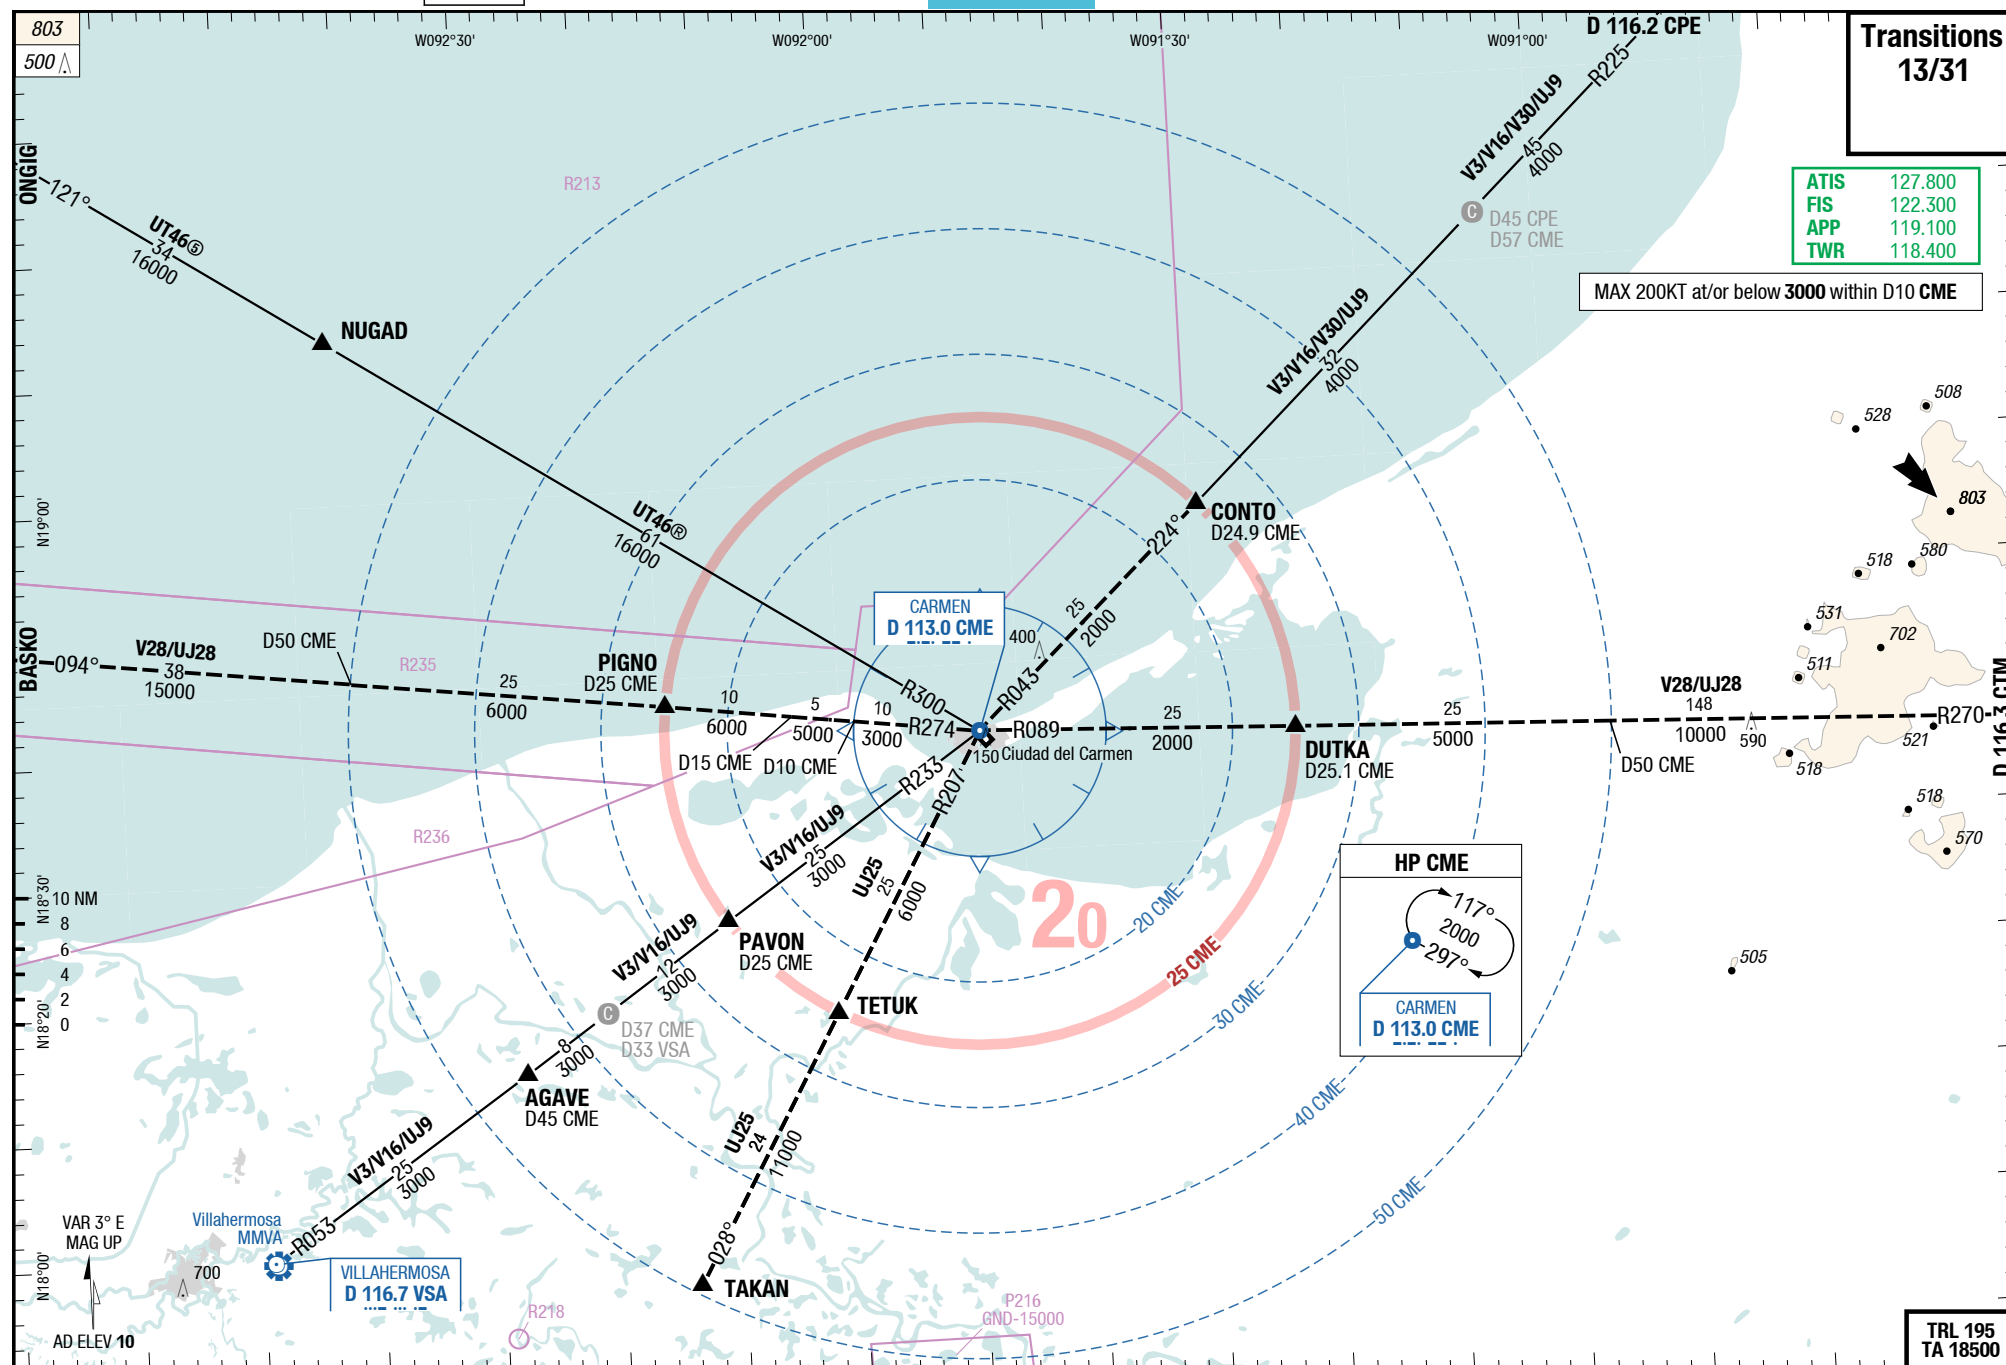 803
500
W092°30'
W092°00'
W091°30'
W091°00'
D 116.2 CPE
R225
Transitions
13/31
ATIS 127.800
FIS 122.300
APP 119.100
TWR 118.400
MAX 200KT at/or below 3000 within D10 CME
ONGIG
121°
UT46Ⓢ
34
16000
R213
V3/V16/V30/UJ9
45
4000
C
D45 CPE
D57 CME
NUGAD
V3/V16/V30/UJ9
32
4000
508
528
803
N19°00'
UT46Ⓡ
61
16000
CONTO
D24.9 CME
224°
580
518
CARMEN
D 113.0 CME
400
25
2000
531
702
511
BASKO
094°
V28/UJ28
38
15000
D50 CME
R235
25
6000
PIGNO
D25 CME
10
6000
5
5000
10
3000
R300
R274
R043
R089
25
2000
25
5000
V28/UJ28
148
10000
590
R270
D 116.3 CTM
521
D15 CME
D10 CME
R233
R207
150
Ciudad del Carmen
DUTKA
D25.1 CME
D50 CME
518
518
570
R236
V3/V16/UJ9
25
3000
UJ25
25
6000
HP CME
117°
2000
297°
CARMEN
D 113.0 CME
N18°30'
10 NM
8
6
4
2
0
N18°20'
20
20 CME
25 CME
30 CME
40 CME
50 CME
505
V3/V16/UJ9
12
3000
PAVON
D25 CME
TETUK
C
D37 CME
D33 VSA
8
3000
AGAVE
D45 CME
V3/V16/UJ9
25
3000
UJ25
24
11000
028°
TAKAN
VAR 3° E
MAG UP
Villahermosa
MMVA
R053
VILLAHERMOSA
D 116.7 VSA
700
N18°00'
AD ELEV 10
R218
P216
GND-15000
TRL 195
TA 18500